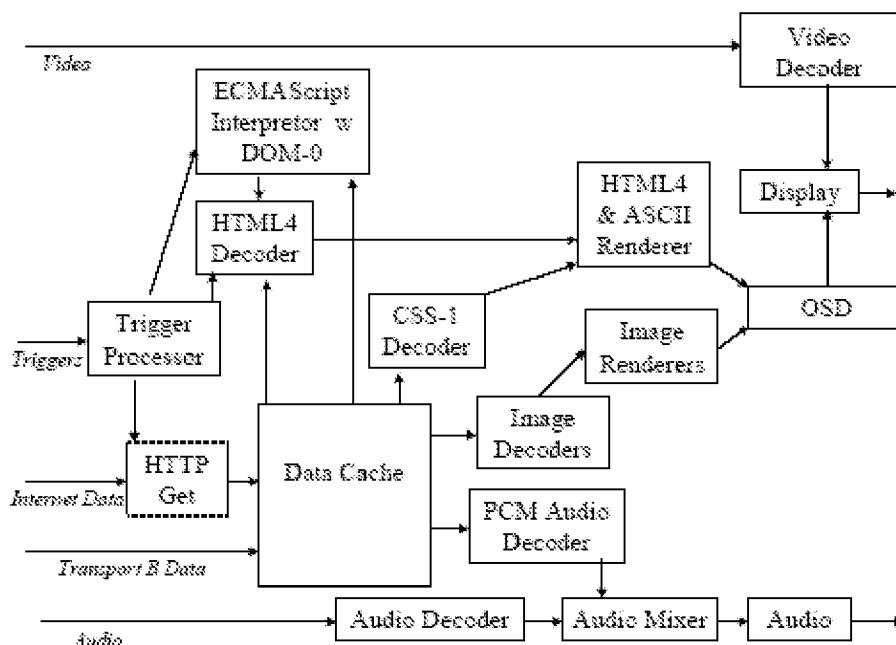 Video
Video
Decoder
ECMAScript
Interpretor w
DOM-0
HTML4
& ASCII
Renderer
Display
HTML4
Decoder
OSD
Triggers
Trigger
Processor
CSS-1
Decoder
Image
Renderers
Image
Decoders
Internet Data
HTTP
Get
Data Cache
PCM Audio
Decoder
Transport B Data
Audio
Audio Decoder
Audio Mixer
Audio